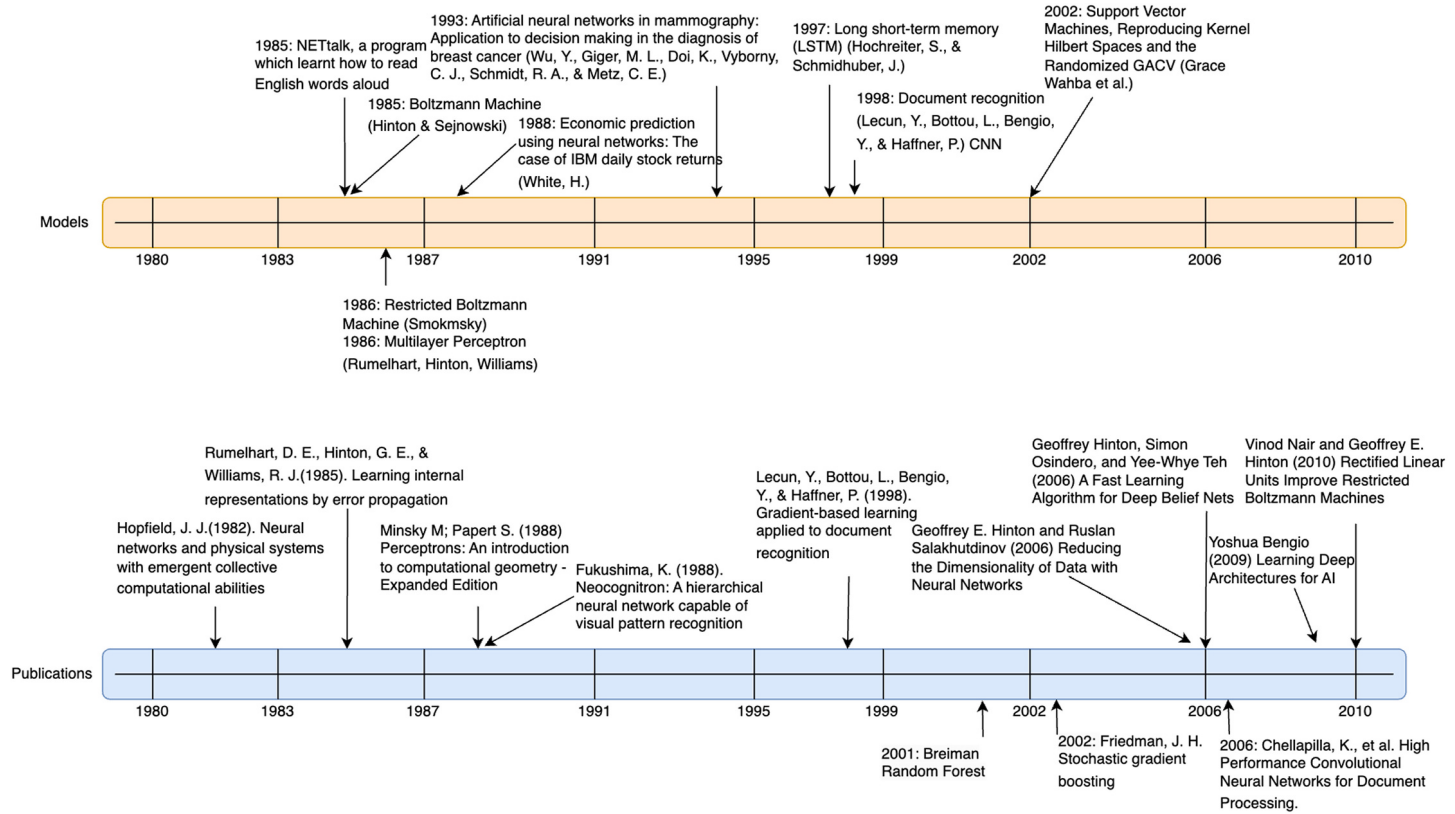 1985: NETtalk, a program
which learnt how to read
English words aloud
1993: Artificial neural networks in mammography:
Application to decision making in the diagnosis of
breast cancer (Wu, Y., Giger, M. L., Doi, K., Vyborny,
C. J., Schmidt, R. A., & Metz, C. E.)
1997: Long short-term memory
(LSTM) (Hochreiter, S., &
Schmidhuber, J.)
2002: Support Vector
Machines, Reproducing Kernel
Hilbert Spaces and the
Randomized GACV (Grace
Wahba et al.)
1985: Boltzmann Machine
(Hinton & Sejnowski)
1988: Economic prediction
using neural networks: The
case of IBM daily stock returns
(White, H.)
1998: Document recognition
(Lecun, Y., Bottou, L., Bengio,
Y., & Haffner, P.) CNN
Models
1980 1983 1987 1991 1995 1999 2002 2006 2010
1986: Restricted Boltzmann
Machine (Smokmsky)
1986: Multilayer Perceptron
(Rumelhart, Hinton, Williams)
Rumelhart, D. E., Hinton, G. E., &
Williams, R. J.(1985). Learning internal
representations by error propagation
Hopfield, J. J.(1982). Neural
networks and physical systems
with emergent collective
computational abilities
Minsky M; Papert S. (1988)
Perceptrons: An introduction
to computational geometry -
Expanded Edition
Fukushima, K. (1988).
Neocognitron: A hierarchical
neural network capable of
visual pattern recognition
Lecun, Y., Bottou, L., Bengio,
Y., & Haffner, P. (1998).
Gradient-based learning
applied to document
recognition
Geoffrey E. Hinton and Ruslan
Salakhutdinov (2006) Reducing
the Dimensionality of Data with
Neural Networks
Geoffrey Hinton, Simon
Osindero, and Yee-Whye Teh
(2006) A Fast Learning
Algorithm for Deep Belief Nets
Vinod Nair and Geoffrey E.
Hinton (2010) Rectified Linear
Units Improve Restricted
Boltzmann Machines
Yoshua Bengio
(2009) Learning Deep
Architectures for AI
Publications
1980 1983 1987 1991 1995 1999 2002 2006 2010
2001: Breiman
Random Forest
2002: Friedman, J. H.
Stochastic gradient
boosting
2006: Chellapilla, K., et al. High
Performance Convolutional
Neural Networks for Document
Processing.